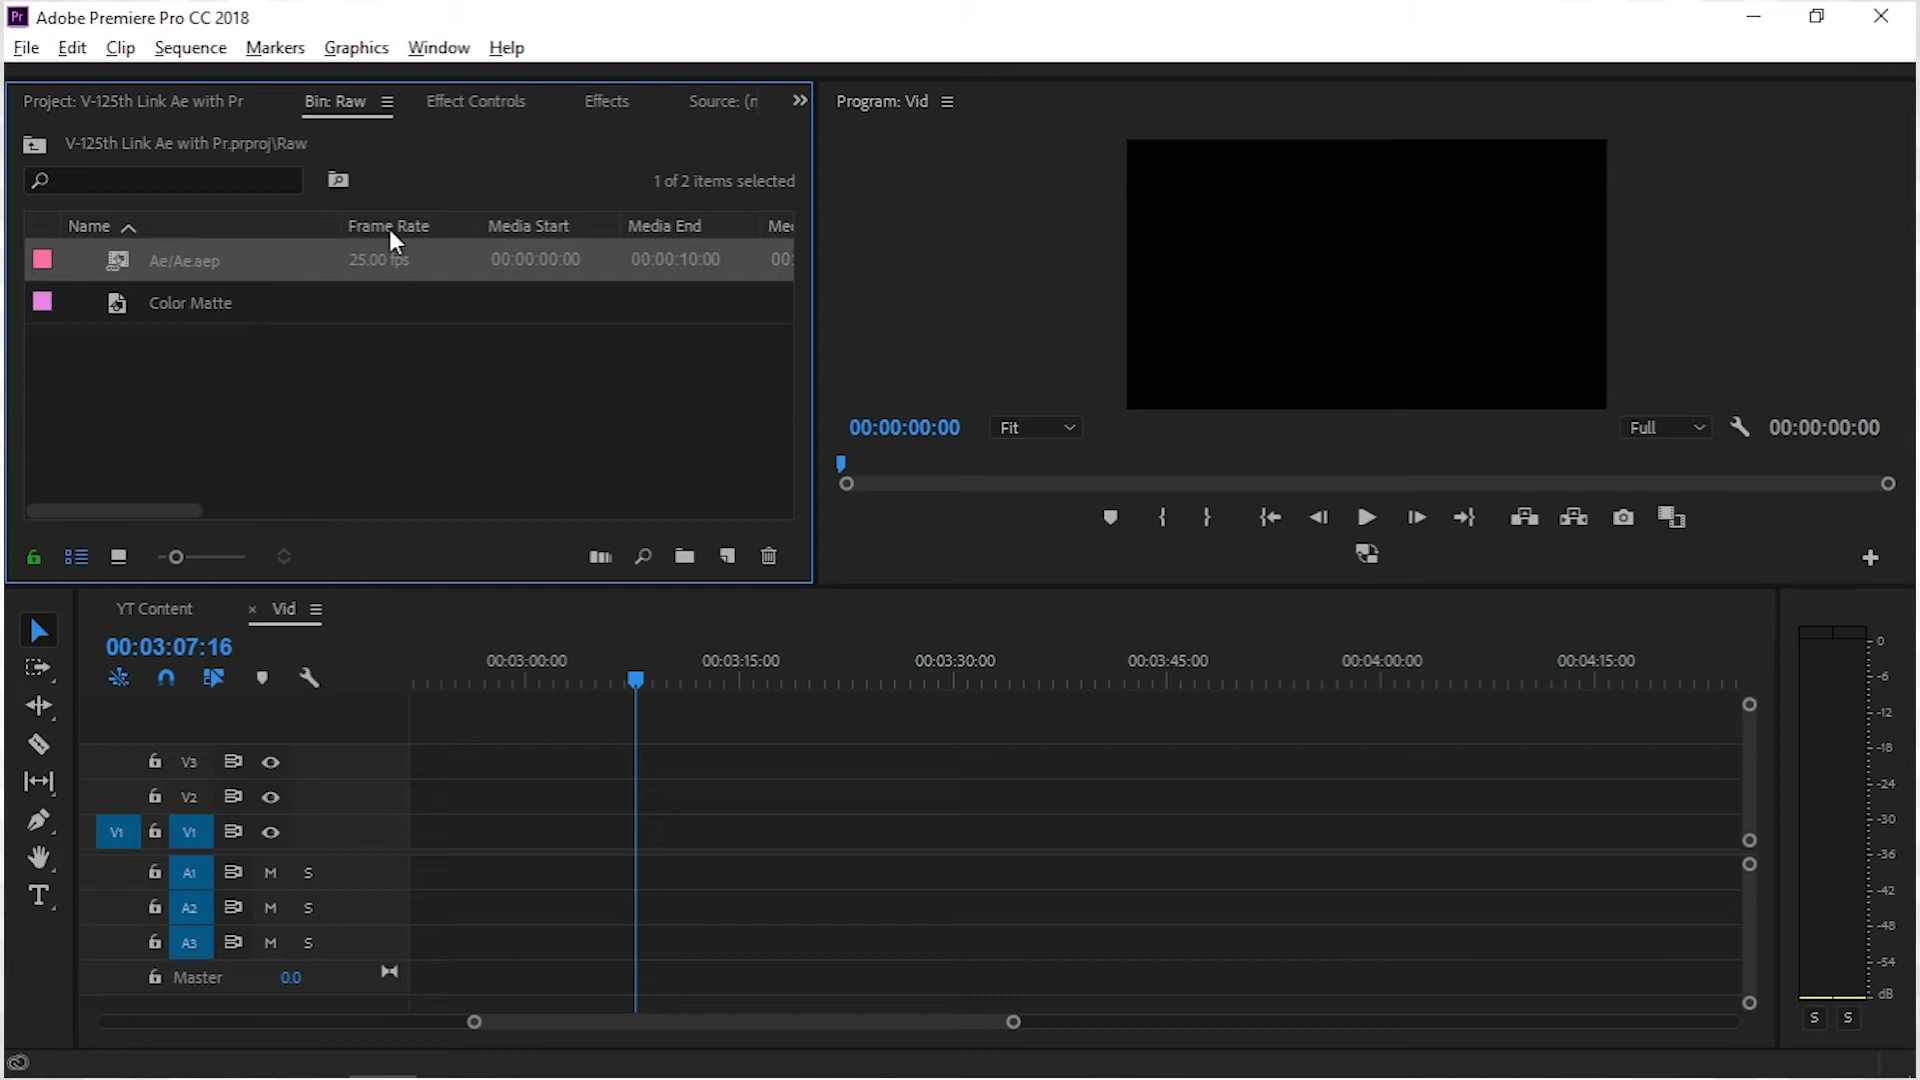 Pr Adobe Premiere Pro CC 2018
File Edit Clip Sequence Markers Graphics Window Help
Project: V-125th Link Ae with Pr Bin: Raw Effect Controls Effects Source: (n
Program: Vid
V-125th Link Ae with Pr.prproj\Raw
1 of 2 items selected
Name Frame Rate Media Start Media End Me
Ae/Ae.aep 25.00 fps 00:00:00:00 00:00:10:00 00:
Color Matte
00:00:00:00 Fit Full 00:00:00:00
YT Content × Vid
00:03:07:16
00:03:00:00 00:03:15:00 00:03:30:00 00:03:45:00 00:04:00:00 00:04:15:00
V3
V2
V1 V1
A1 M S
A2 M S
A3 M S
Master 0.0
0
-6
-12
-18
-24
-30
-36
-42
-48
-54
dB
S S